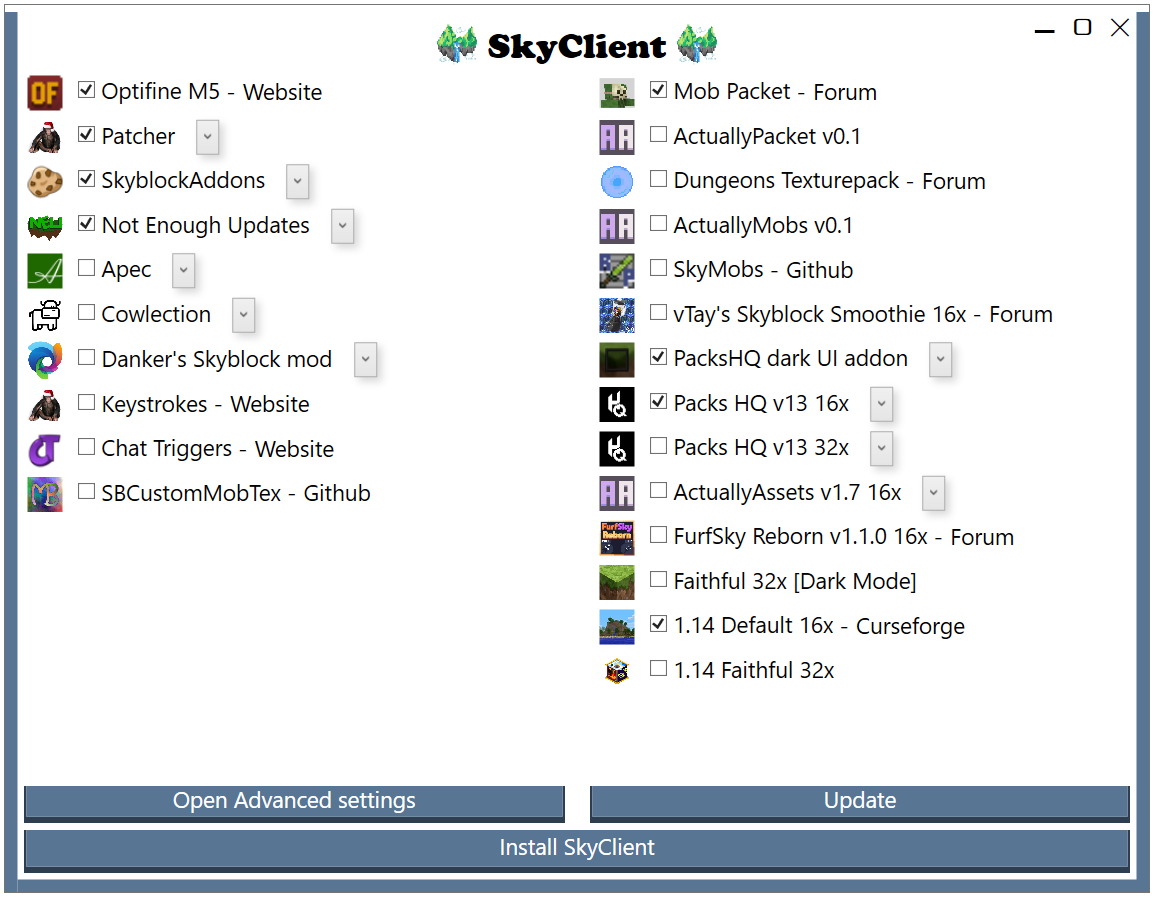 SkyClient
OF
Optifine M5 - Website
Patcher
SkyblockAddons
NEU
Not Enough Updates
A
Apec
Cowlection
Danker's Skyblock mod
Keystrokes - Website
CT
Chat Triggers - Website
MB
SBCustomMobTex - Github
Mob Packet - Forum
AA
ActuallyPacket v0.1
Dungeons Texturepack - Forum
AA
ActuallyMobs v0.1
SkyMobs - Github
vTay's Skyblock Smoothie 16x - Forum
PacksHQ dark UI addon
HQ
Packs HQ v13 16x
HQ
Packs HQ v13 32x
AA
ActuallyAssets v1.7 16x
FurfSky
Reborn
FurfSky Reborn v1.1.0 16x - Forum
Faithful 32x [Dark Mode]
1.14 Default 16x - Curseforge
1.14 Faithful 32x
Open Advanced settings
Update
Install SkyClient